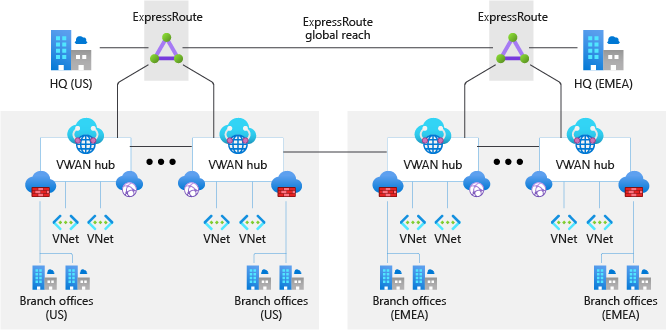 ExpressRoute
ExpressRoute
global reach
ExpressRoute
HQ (US)
HQ (EMEA)
VWAN hub
VWAN hub
VWAN hub
VWAN hub
VNet
VNet
VNet
VNet
VNet
VNet
VNet
VNet
Branch offices
(US)
Branch offices
(US)
Branch offices
(EMEA)
Branch offices
(EMEA)